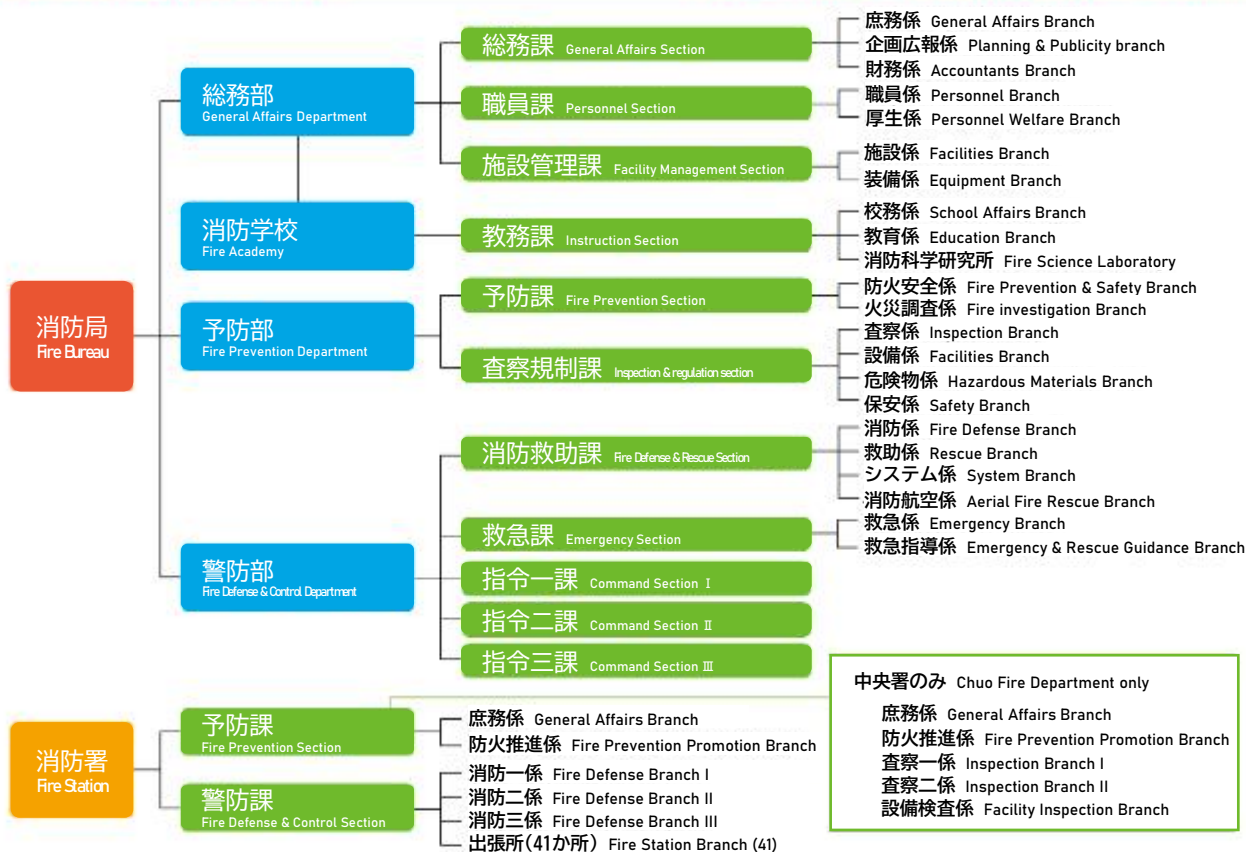 消防局
Fire Bureau
総務部
General Affairs Department
総務課 General Affairs Section
庶務係 General Affairs Branch
企画広報係 Planning & Publicity branch
財務係 Accountants Branch
職員課 Personnel Section
職員係 Personnel Branch
厚生係 Personnel Welfare Branch
施設管理課 Facility Management Section
施設係 Facilities Branch
装備係 Equipment Branch
消防学校
Fire Academy
教務課 Instruction Section
校務係 School Affairs Branch
教育係 Education Branch
消防科学研究所 Fire Science Laboratory
予防部
Fire Prevention Department
予防課 Fire Prevention Section
防火安全係 Fire Prevention & Safety Branch
火災調査係 Fire investigation Branch
査察規制課 Inspection & regulation section
査察係 Inspection Branch
設備係 Facilities Branch
危険物係 Hazardous Materials Branch
保安係 Safety Branch
警防部
Fire Defense & Control Department
消防救助課 Fire Defense & Rescue Section
消防係 Fire Defense Branch
救助係 Rescue Branch
システム係 System Branch
消防航空係 Aerial Fire Rescue Branch
救急課 Emergency Section
救急係 Emergency Branch
救急指導係 Emergency & Rescue Guidance Branch
指令一課 Command Section Ⅰ
指令二課 Command Section Ⅱ
指令三課 Command Section Ⅲ
消防署
Fire Station
予防課
Fire Prevention Section
庶務係 General Affairs Branch
防火推進係 Fire Prevention Promotion Branch
警防課
Fire Defense & Control Section
消防一係 Fire Defense Branch I
消防二係 Fire Defense Branch II
消防三係 Fire Defense Branch III
出張所(41か所) Fire Station Branch (41)
中央署のみ Chuo Fire Department only
庶務係 General Affairs Branch
防火推進係 Fire Prevention Promotion Branch
査察一係 Inspection Branch I
査察二係 Inspection Branch II
設備検査係 Facility Inspection Branch